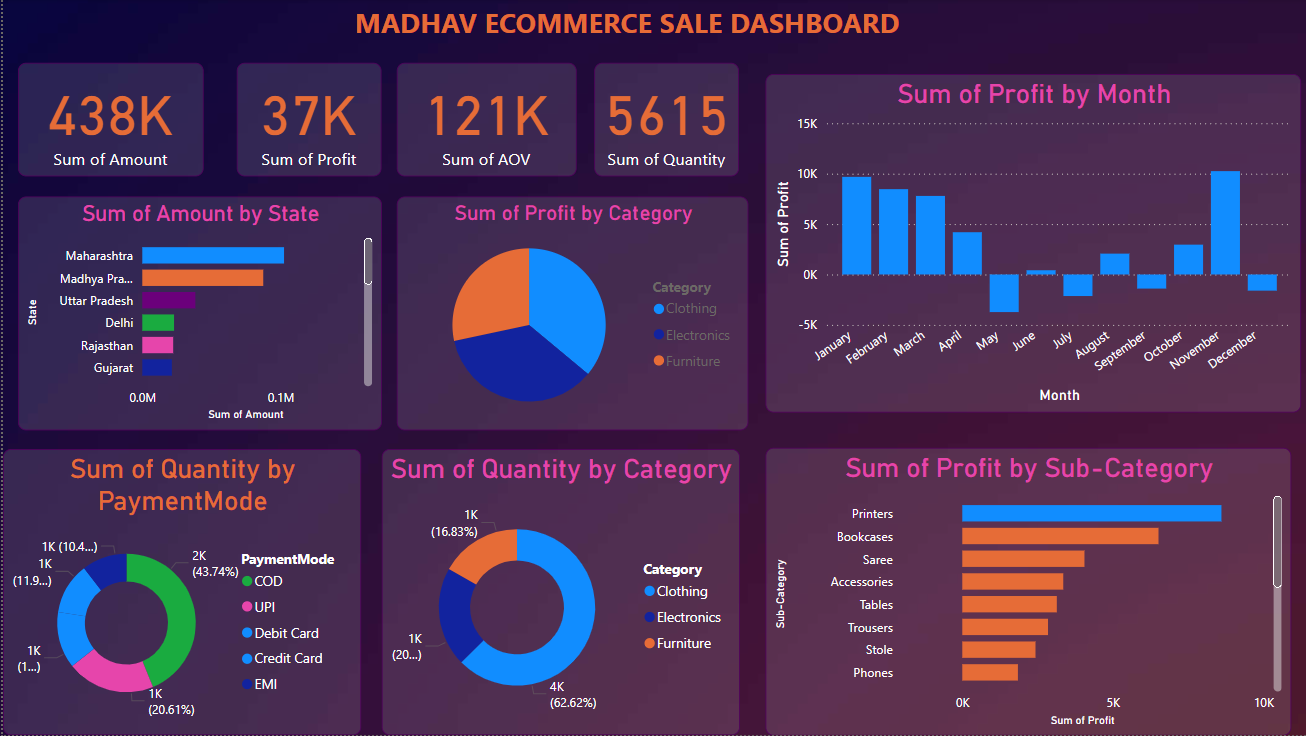 MADHAV ECOMMERCE SALE DASHBOARD
438K
Sum of Amount
37K
Sum of Profit
121K
Sum of AOV
5615
Sum of Quantity
Sum of Profit by Month
15K
10K
5K
0K
-5K
Sum of Profit
January
February
March
April
May
June
July
August
September
October
November
December
Month
Sum of Amount by State
State
Maharashtra
Madhya Pra...
Uttar Pradesh
Delhi
Rajasthan
Gujarat
0.0M
0.1M
Sum of Amount
Sum of Profit by Category
Category
Clothing
Electronics
Furniture
Sum of Quantity by
PaymentMode
1K (10.4...)
1K
(11.9...)
1K
(1...)
2K
(43.74%)
1K
(20.61%)
PaymentMode
COD
UPI
Debit Card
Credit Card
EMI
Sum of Quantity by Category
1K
(16.83%)
1K
(20...)
4K
(62.62%)
Category
Clothing
Electronics
Furniture
Sum of Profit by Sub-Category
Sub-Category
Printers
Bookcases
Saree
Accessories
Tables
Trousers
Stole
Phones
0K
5K
10K
Sum of Profit